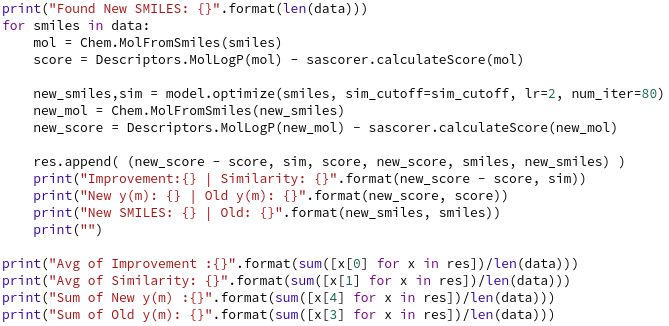 print("Found New SMILES: {}".format(len(data)))
for smiles in data:
    mol = Chem.MolFromSmiles(smiles)
    score = Descriptors.MolLogP(mol) - sascorer.calculateScore(mol)

    new_smiles,sim = model.optimize(smiles, sim_cutoff=sim_cutoff, lr=2, num_iter=80)
    new_mol = Chem.MolFromSmiles(new_smiles)
    new_score = Descriptors.MolLogP(new_mol) - sascorer.calculateScore(new_mol)

    res.append( (new_score - score, sim, score, new_score, smiles, new_smiles) )
    print("Improvement:{} | Similarity: {}".format(new_score - score, sim))
    print("New y(m): {} | Old y(m): {}".format(new_score, score))
    print("New SMILES: {} | Old: {}".format(new_smiles, smiles))
    print("")

print("Avg of Improvement :{}".format(sum([x[0] for x in res])/len(data)))
print("Avg of Similarity: {}".format(sum([x[1] for x in res])/len(data)))
print("Sum of New y(m) :{}".format(sum([x[4] for x in res])/len(data)))
print("Sum of Old y(m): {}".format(sum([x[3] for x in res])/len(data)))